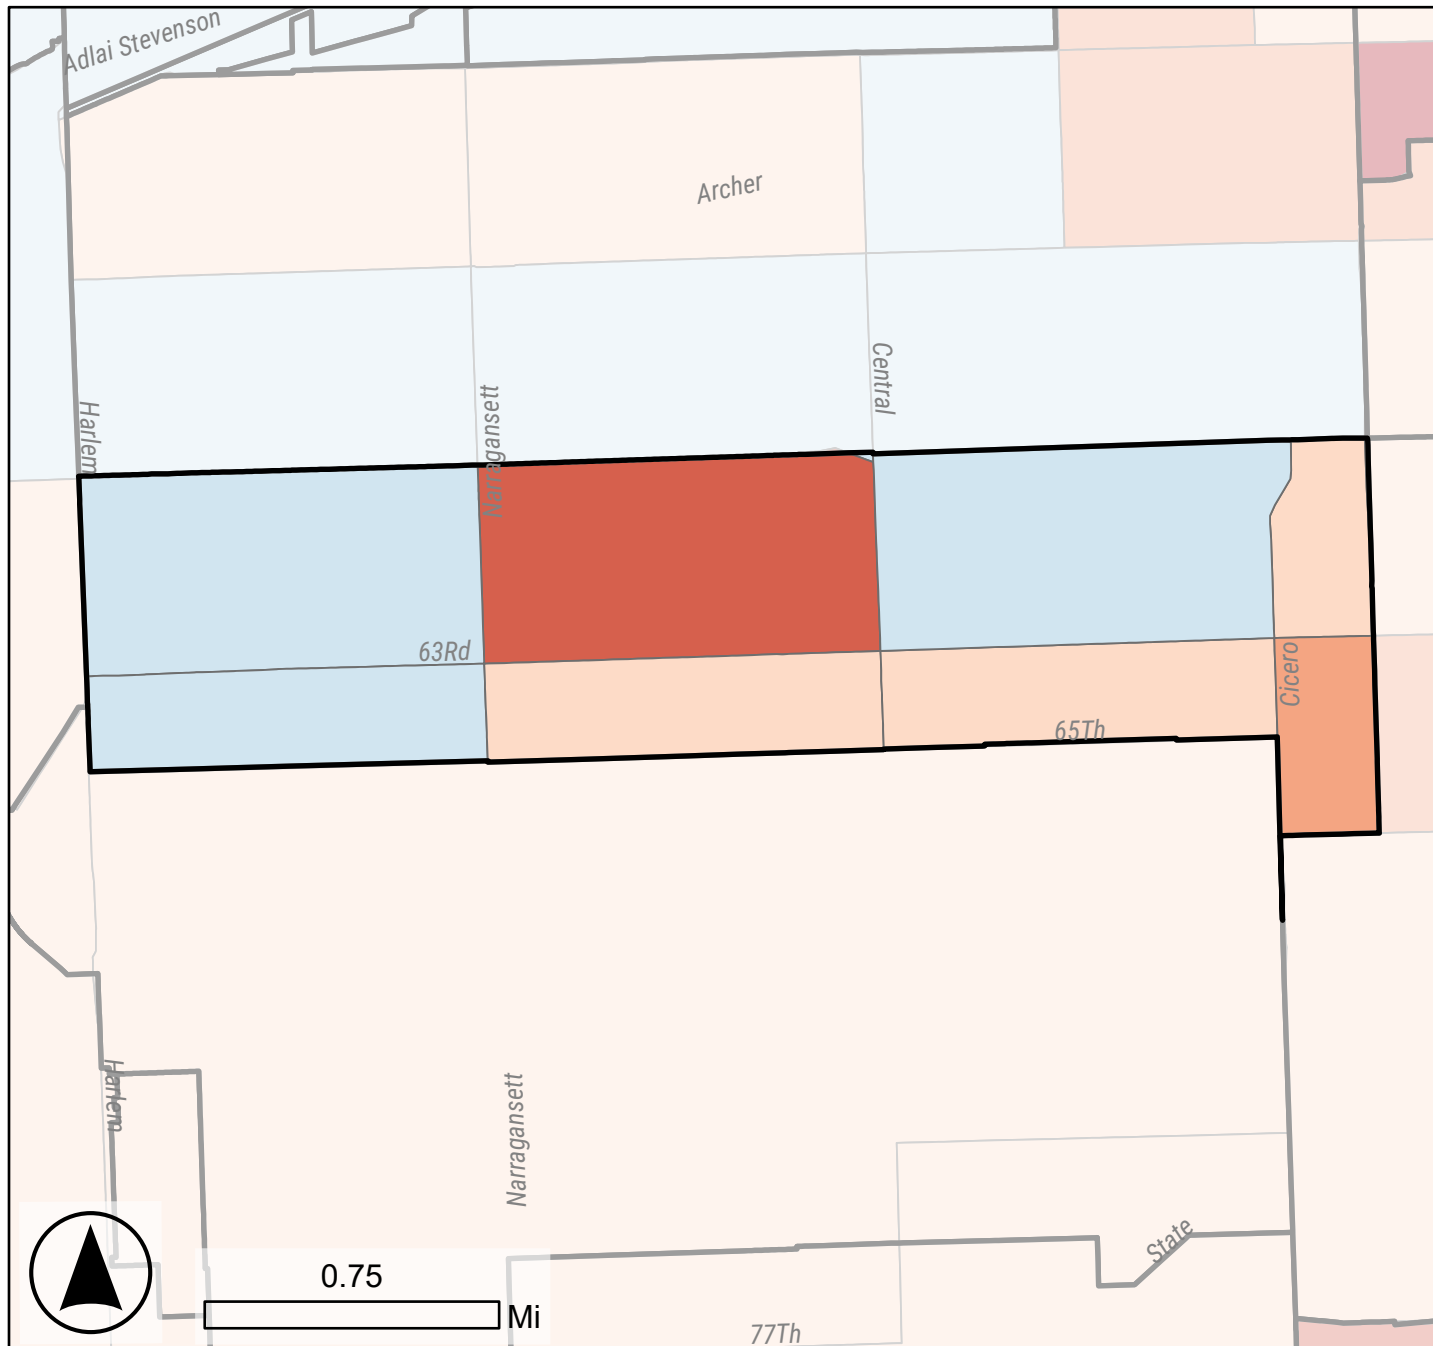 Adlai Stevenson
Archer
Central
Harlem
Narragansett
63Rd
Cicero
65Th
Harlem
Narragansett
State
0.75
Mi
77Th